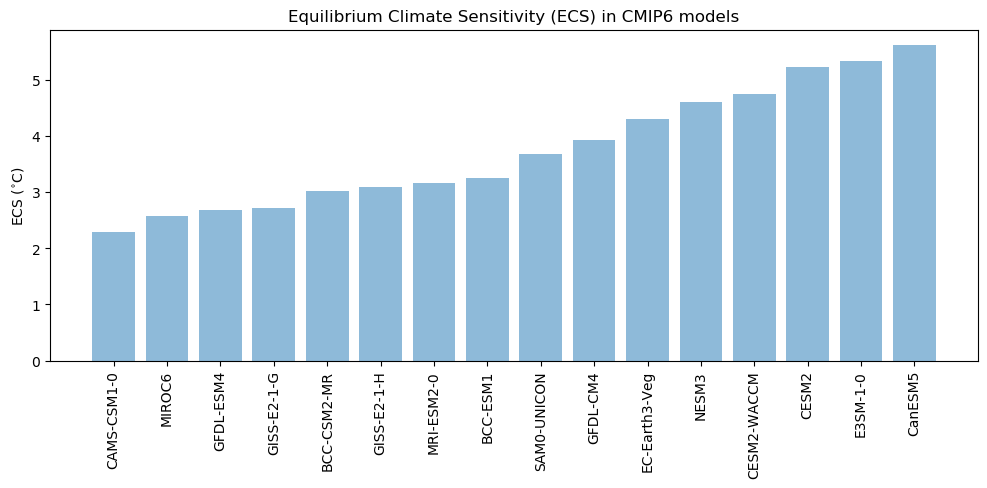 Equilibrium Climate Sensitivity (ECS) in CMIP6 models
ECS (°C)
5
4
3
2
1
0
CAMS-CSM1-0
MIROC6
GFDL-ESM4
GISS-E2-1-G
BCC-CSM2-MR
GISS-E2-1-H
MRI-ESM2-0
BCC-ESM1
SAM0-UNICON
GFDL-CM4
EC-Earth3-Veg
NESM3
CESM2-WACCM
CESM2
E3SM-1-0
CanESM5